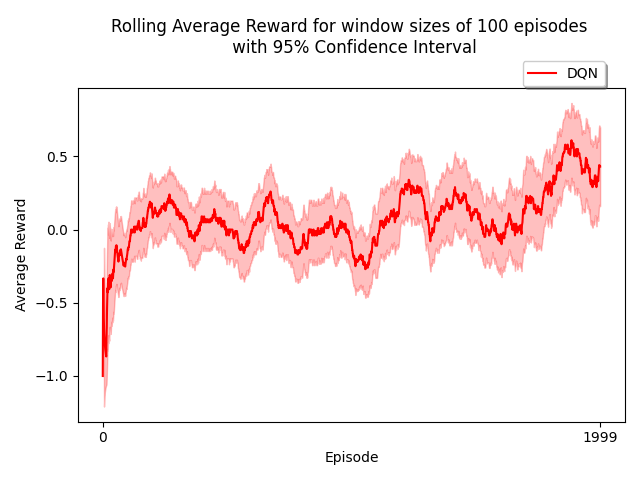 Rolling Average Reward for window sizes of 100 episodes
with 95% Confidence Interval
DQN
Average Reward
0.5
0.0
−0.5
−1.0
0
1999
Episode